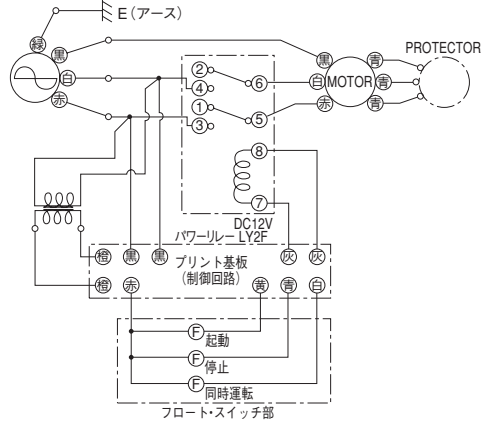 E(アース)
緑
黒
白
赤
黒
白
赤
MOTOR
青
青
青
PROTECTOR
②
④
①
③
⑥
⑤
⑧
⑦
DC12V
パワーリレー LY2F
橙
黒
黒
プリント基板
(制御回路)
灰
灰
橙
赤
黄
青
白
F
起動
F
停止
F
同時運転
フロート・スイッチ部